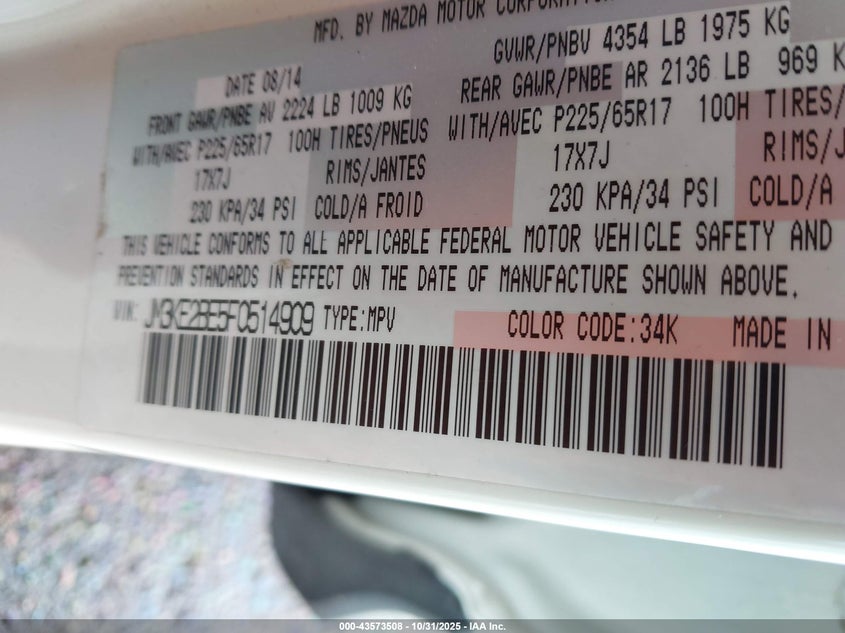 MFD. BY MAZDA MOTOR CORPORATION
DATE 08/14
GVWR/PNBV 4354 LB 1975 KG
FRONT GAWR/PNBE AV 2224 LB 1009 KG
REAR GAWR/PNBE AR 2136 LB 969 K
WITH/AVEC P225/65R17 100H TIRES/PNEUS
WITH/AVEC P225/65R17 100H TIRES/
17X7J RIMS/JANTES
17X7J RIMS/J
230 KPA/34 PSI COLD/A FROID
230 KPA/34 PSI COLD/A
THIS VEHICLE CONFORMS TO ALL APPLICABLE FEDERAL MOTOR VEHICLE SAFETY AND
PREVENTION STANDARDS IN EFFECT ON THE DATE OF MANUFACTURE SHOWN ABOVE.
VIN: JM3KE2BE5F0514909 TYPE:MPV COLOR CODE:34K MADE IN
000-43573508 - 10/31/2025 - IAA Inc.